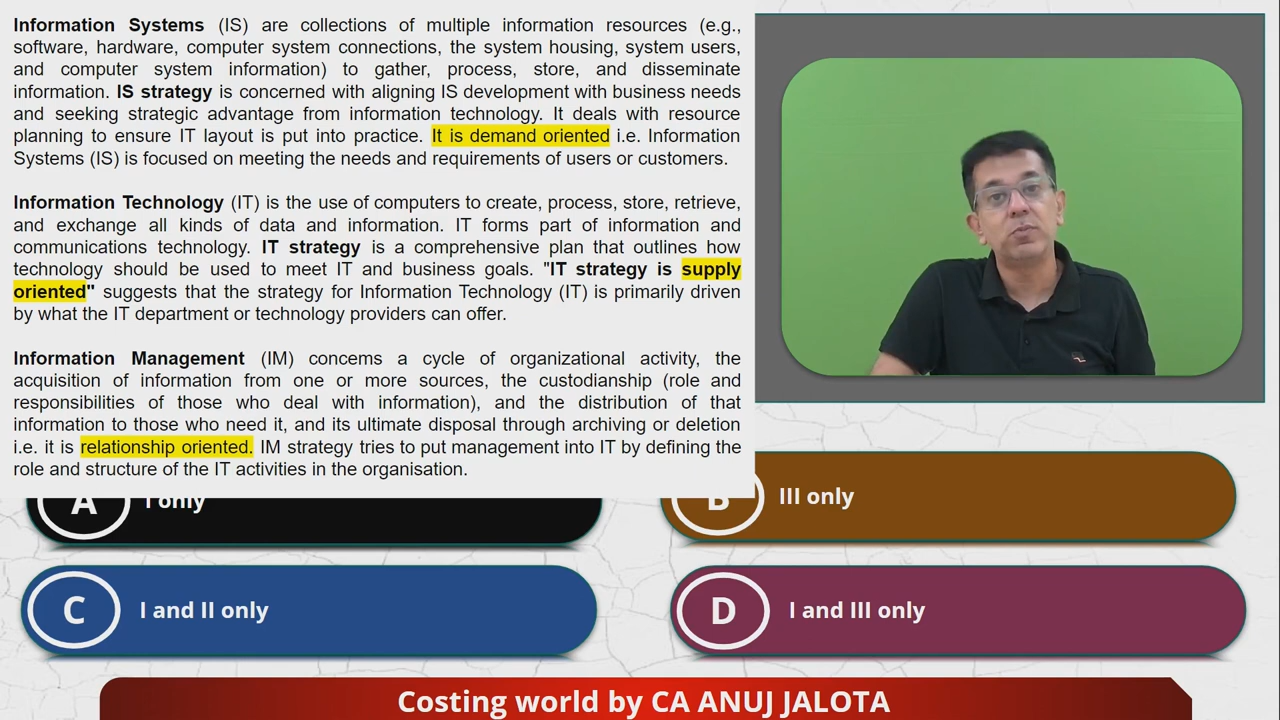 Information Systems (IS) are collections of multiple information resources (e.g.,
software, hardware, computer system connections, the system housing, system users,
and computer system information) to gather, process, store, and disseminate
information. IS strategy is concerned with aligning IS development with business needs
and seeking strategic advantage from information technology. It deals with resource
planning to ensure IT layout is put into practice. It is demand oriented i.e. Information
Systems (IS) is focused on meeting the needs and requirements of users or customers.
Information Technology (IT) is the use of computers to create, process, store, retrieve,
and exchange all kinds of data and information. IT forms part of information and
communications technology. IT strategy is a comprehensive plan that outlines how
technology should be used to meet IT and business goals. "IT strategy is supply
oriented" suggests that the strategy for Information Technology (IT) is primarily driven
by what the IT department or technology providers can offer.
Information Management (IM) concerns a cycle of organizational activity, the
acquisition of information from one or more sources, the custodianship (role and
responsibilities of those who deal with information), and the distribution of that
information to those who need it, and its ultimate disposal through archiving or deletion
i.e. it is relationship oriented. IM strategy tries to put management into IT by defining the
role and structure of the IT activities in the organisation.
A I only
B III only
C I and II only
D I and III only
Costing world by CA ANUJ JALOTA